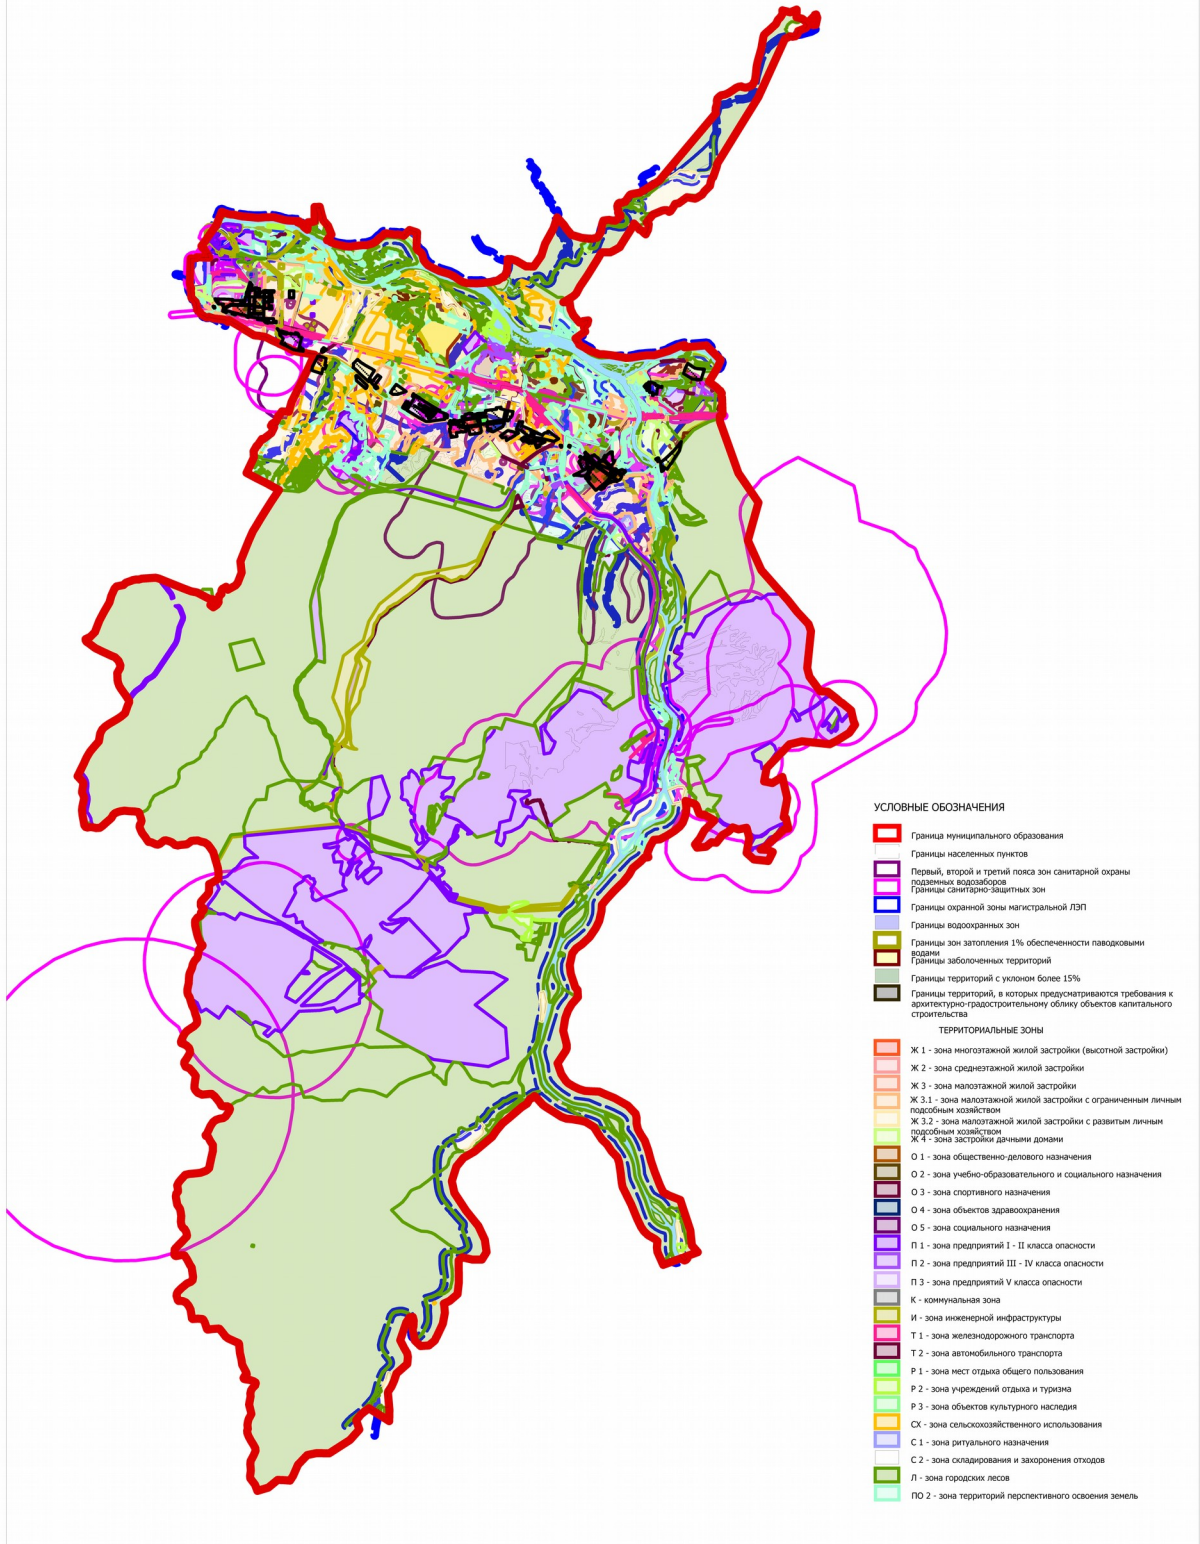 УСЛОВНЫЕ ОБОЗНАЧЕНИЯ
Граница муниципального образования
Границы населенных пунктов
Первый, второй и третий пояса зон санитарной охраны
подземных водозаборов
Границы санитарно-защитных зон
Границы охранной зоны магистральной ЛЭП
Границы водоохранных зон
Границы зон затопления 1% обеспеченности паводковыми
водами
Границы заболоченных территорий
Границы территорий с уклоном более 15%
Границы территорий, в которых предусматриваются требования к
архитектурно-градостроительному облику объектов капитального
строительства
ТЕРРИТОРИАЛЬНЫЕ ЗОНЫ
Ж 1 - зона многоэтажной жилой застройки (высотной застройки)
Ж 2 - зона среднеэтажной жилой застройки
Ж 3 - зона малоэтажной жилой застройки
Ж 3.1 - зона малоэтажной жилой застройки с ограниченным личным
подсобным хозяйством
Ж 3.2 - зона малоэтажной жилой застройки с развитым личным
подсобным хозяйством
Ж 4 - зона застройки дачными домами
О 1 - зона общественно-делового назначения
О 2 - зона учебно-образовательного и социального назначения
О 3 - зона спортивного назначения
О 4 - зона объектов здравоохранения
О 5 - зона социального назначения
П 1 - зона предприятий I - II класса опасности
П 2 - зона предприятий III - IV класса опасности
П 3 - зона предприятий V класса опасности
К - коммунальная зона
И - зона инженерной инфраструктуры
Т 1 - зона железнодорожного транспорта
Т 2 - зона автомобильного транспорта
Р 1 - зона мест отдыха общего пользования
Р 2 - зона учреждений отдыха и туризма
Р 3 - зона объектов культурного наследия
СХ - зона сельскохозяйственного использования
С 1 - зона ритуального назначения
С 2 - зона складирования и захоронения отходов
Л - зона городских лесов
ПО 2 - зона территорий перспективного освоения земель